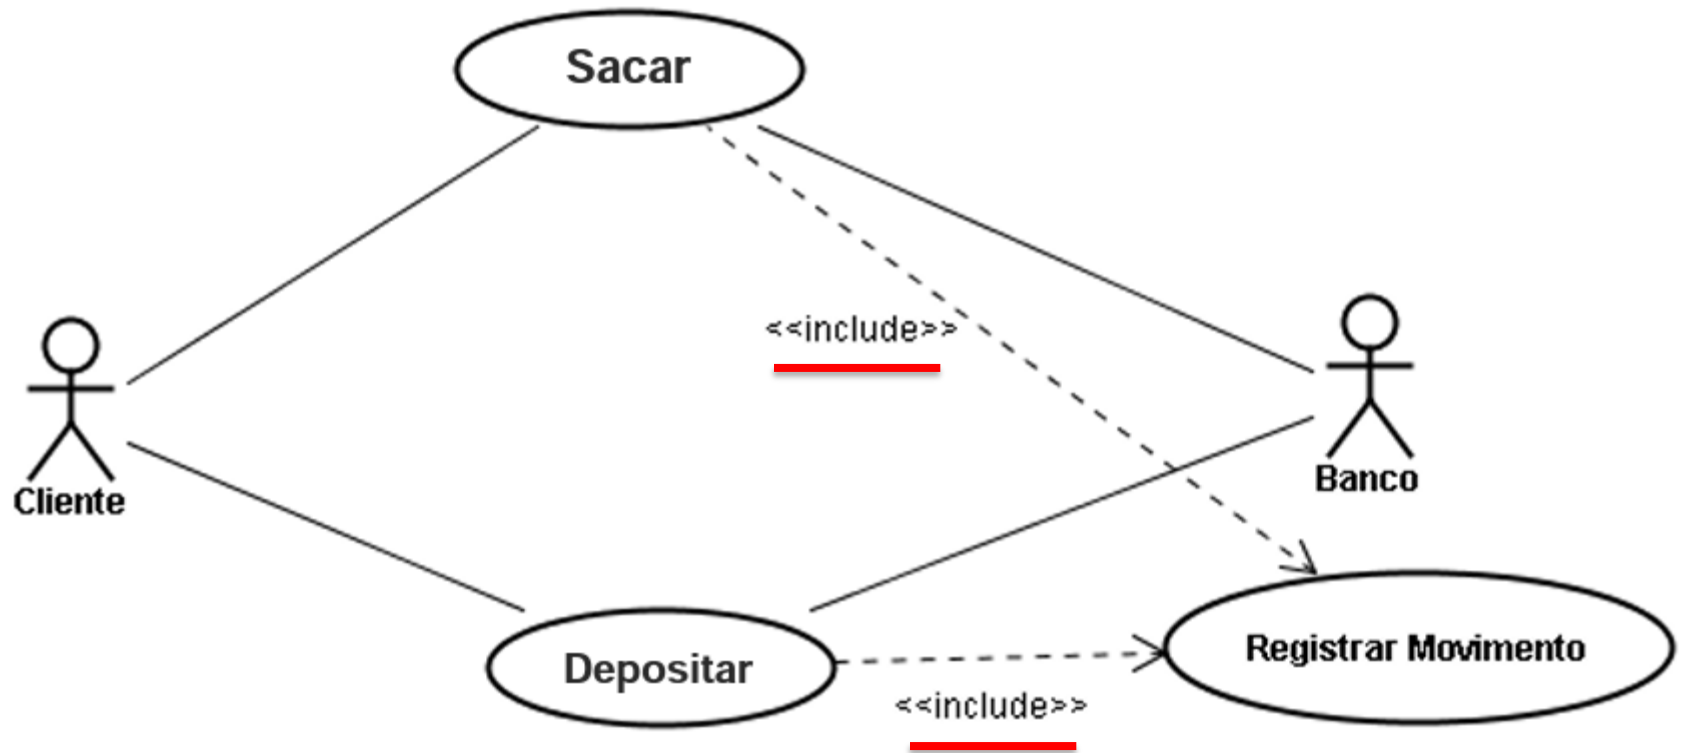 Sacar
<<include>>
Cliente
Banco
Depositar
Registrar Movimento
<<include>>